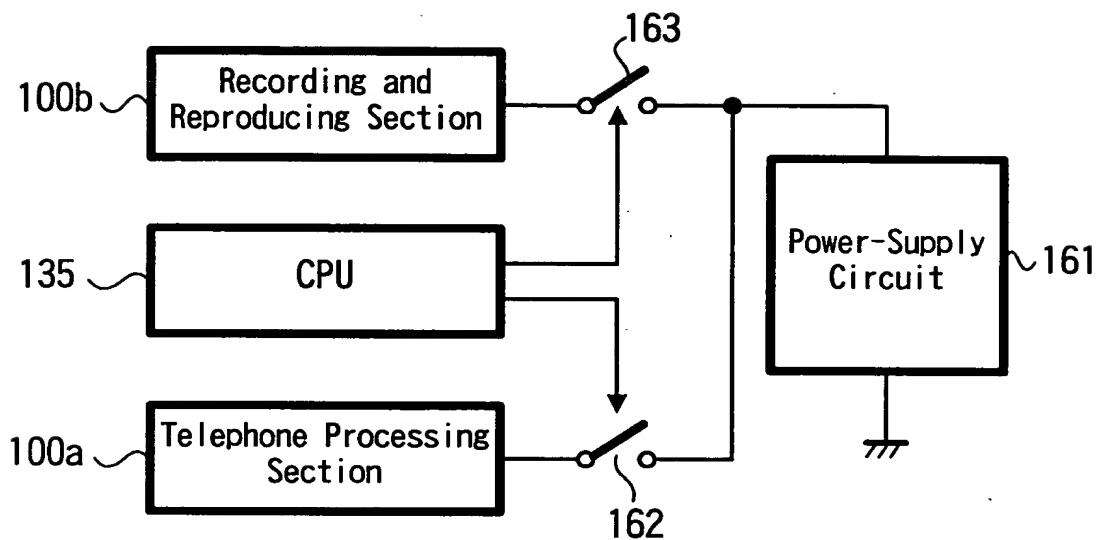 163
100b
Recording and
Reproducing Section
135
CPU
Power-Supply
Circuit
161
100a
Telephone Processing
Section
162